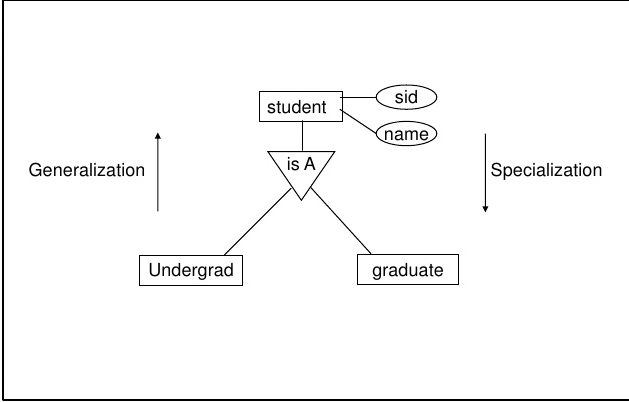 sid
student
name
is A
Generalization
Specialization
Undergrad
graduate